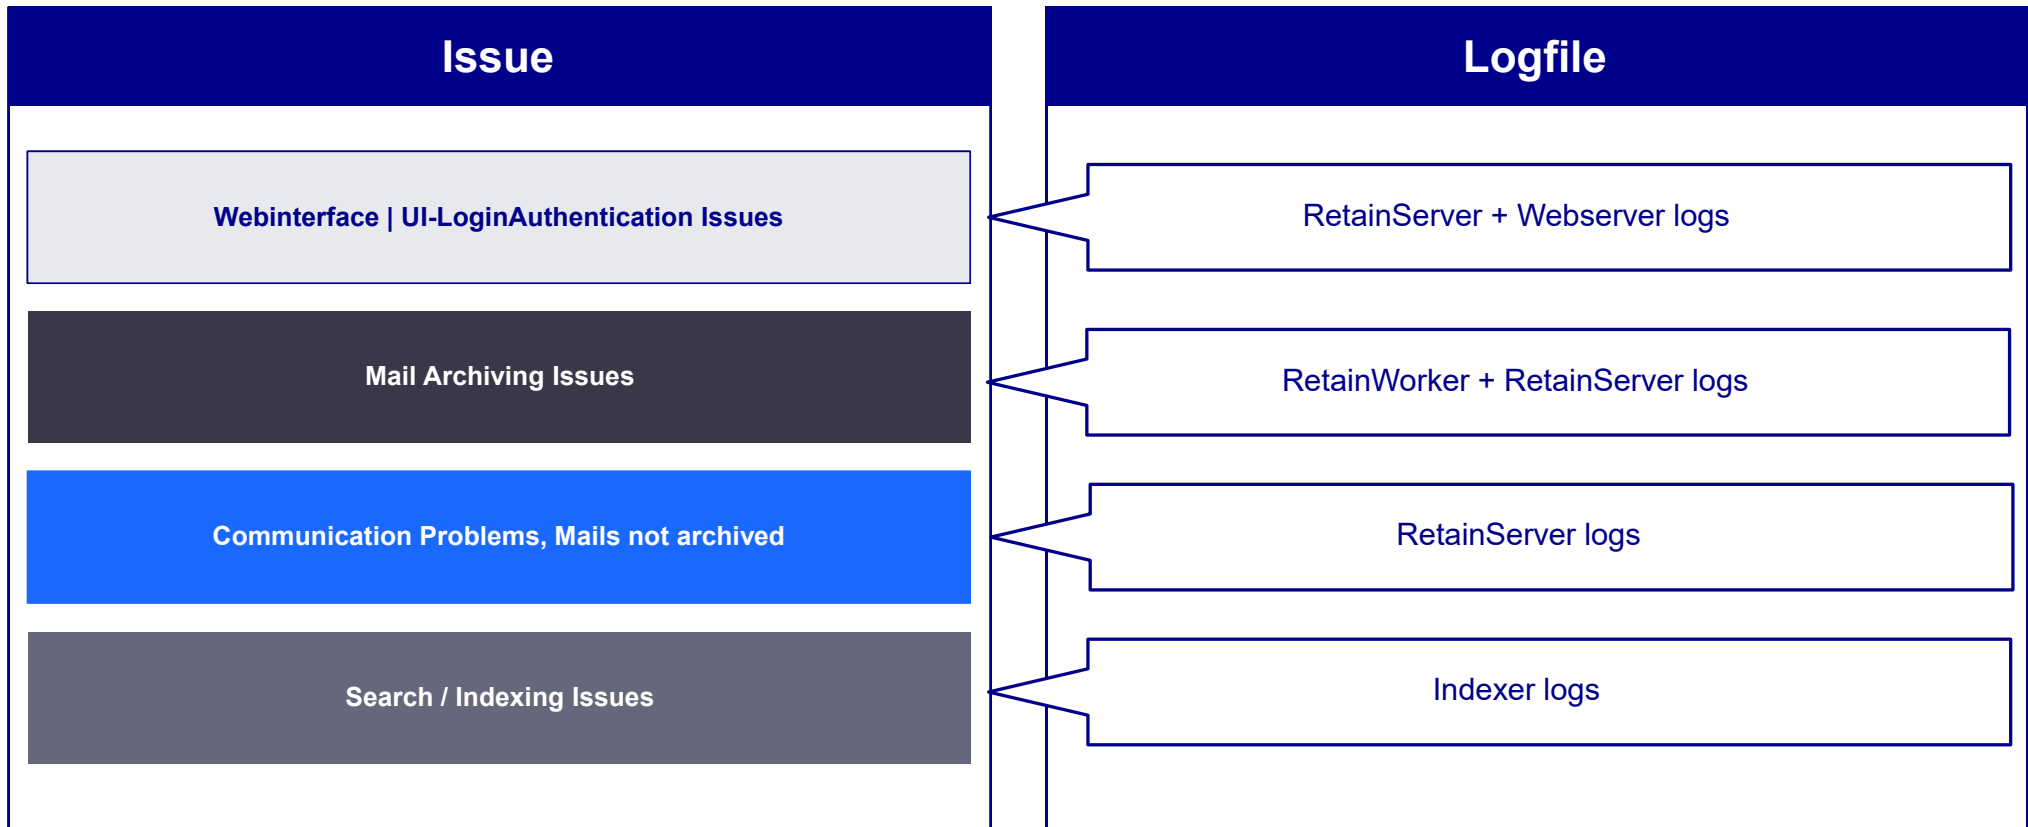 Issue
Logfile
Webinterface | UI-LoginAuthentication Issues
RetainServer + Webserver logs
Mail Archiving Issues
RetainWorker + RetainServer logs
Communication Problems, Mails not archived
RetainServer logs
Search / Indexing Issues
Indexer logs